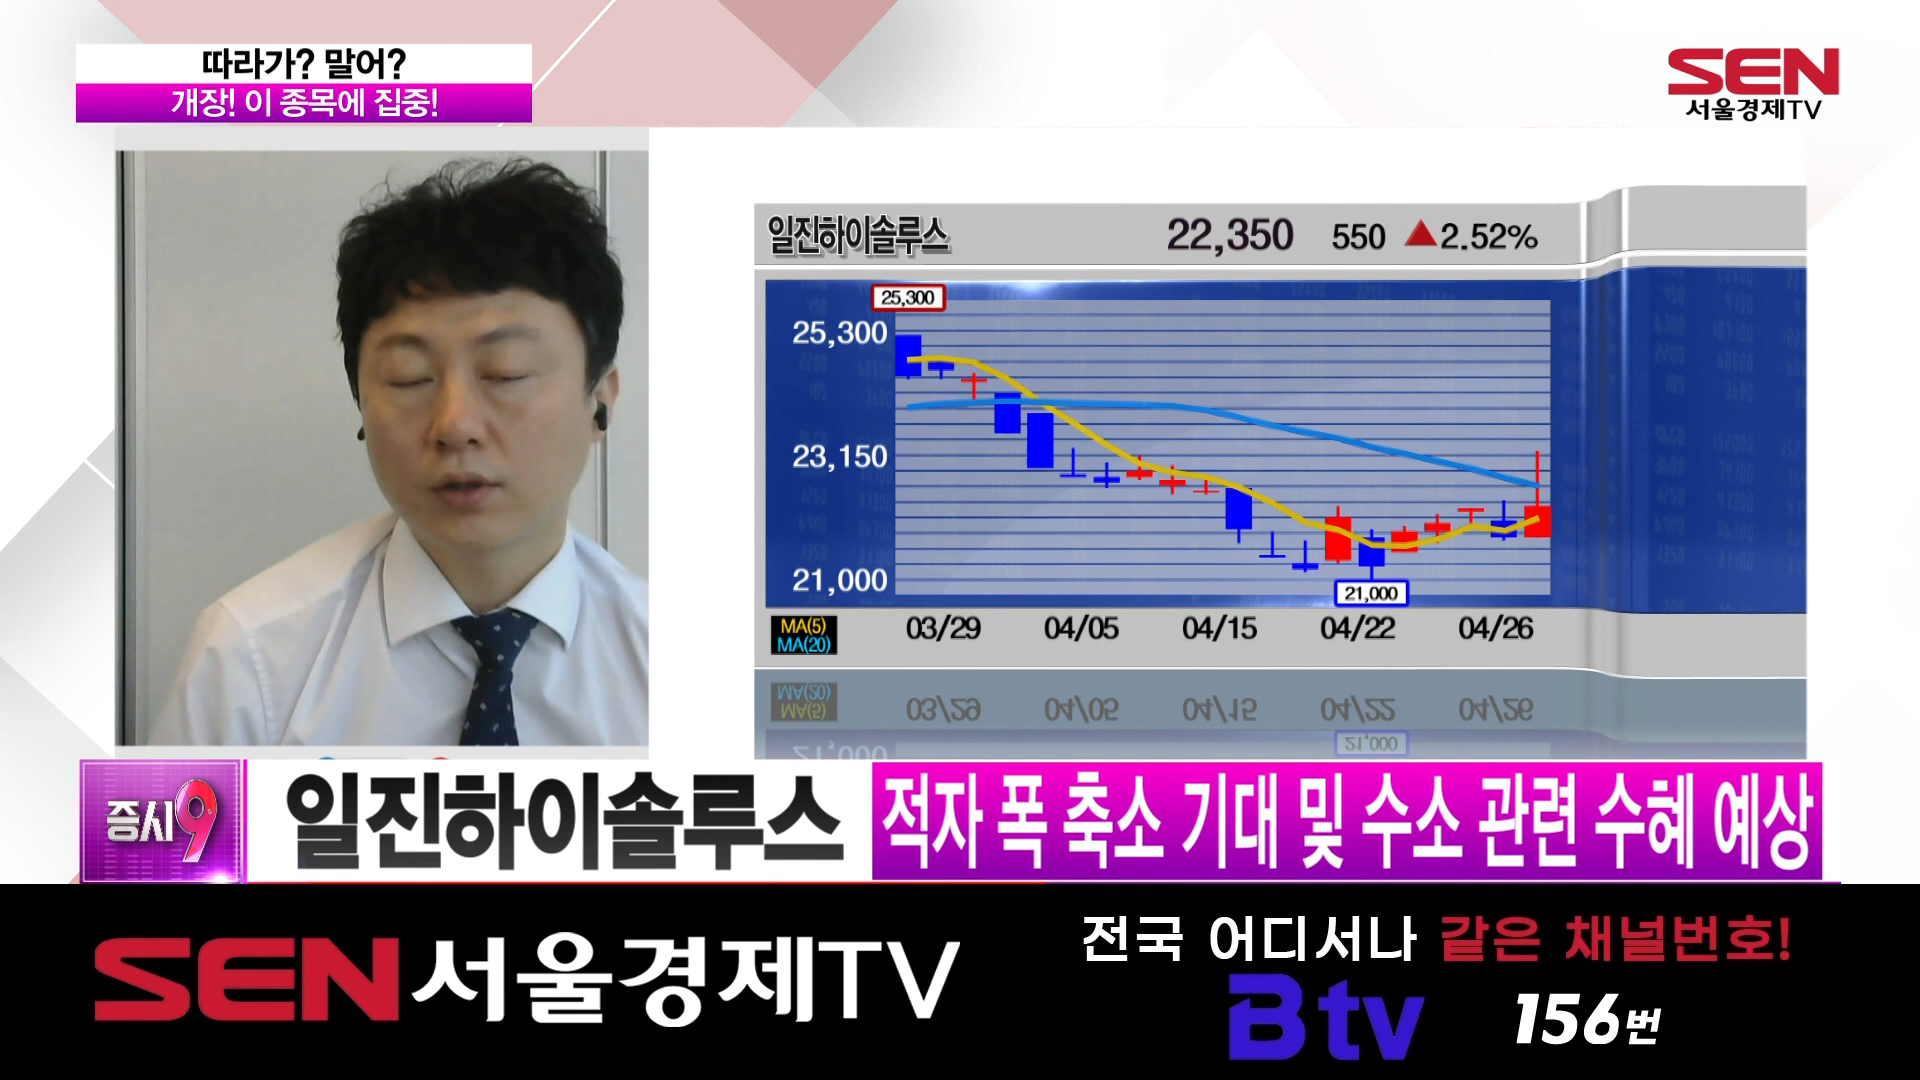 따라가? 말어?
개장! 이 종목에 집중!
SEN
서울경제TV
일진하이솔루스 22,350 550 ▲2.52%
25,300
25,300
23,150
21,000
21,000
MA(5)
MA(20)
03/29 04/05 04/15 04/22 04/26
증시9
일진하이솔루스 적자 폭 축소 기대 및 수소 관련 수혜 예상
SEN서울경제TV
전국 어디서나 같은 채널번호!
B tv 156번